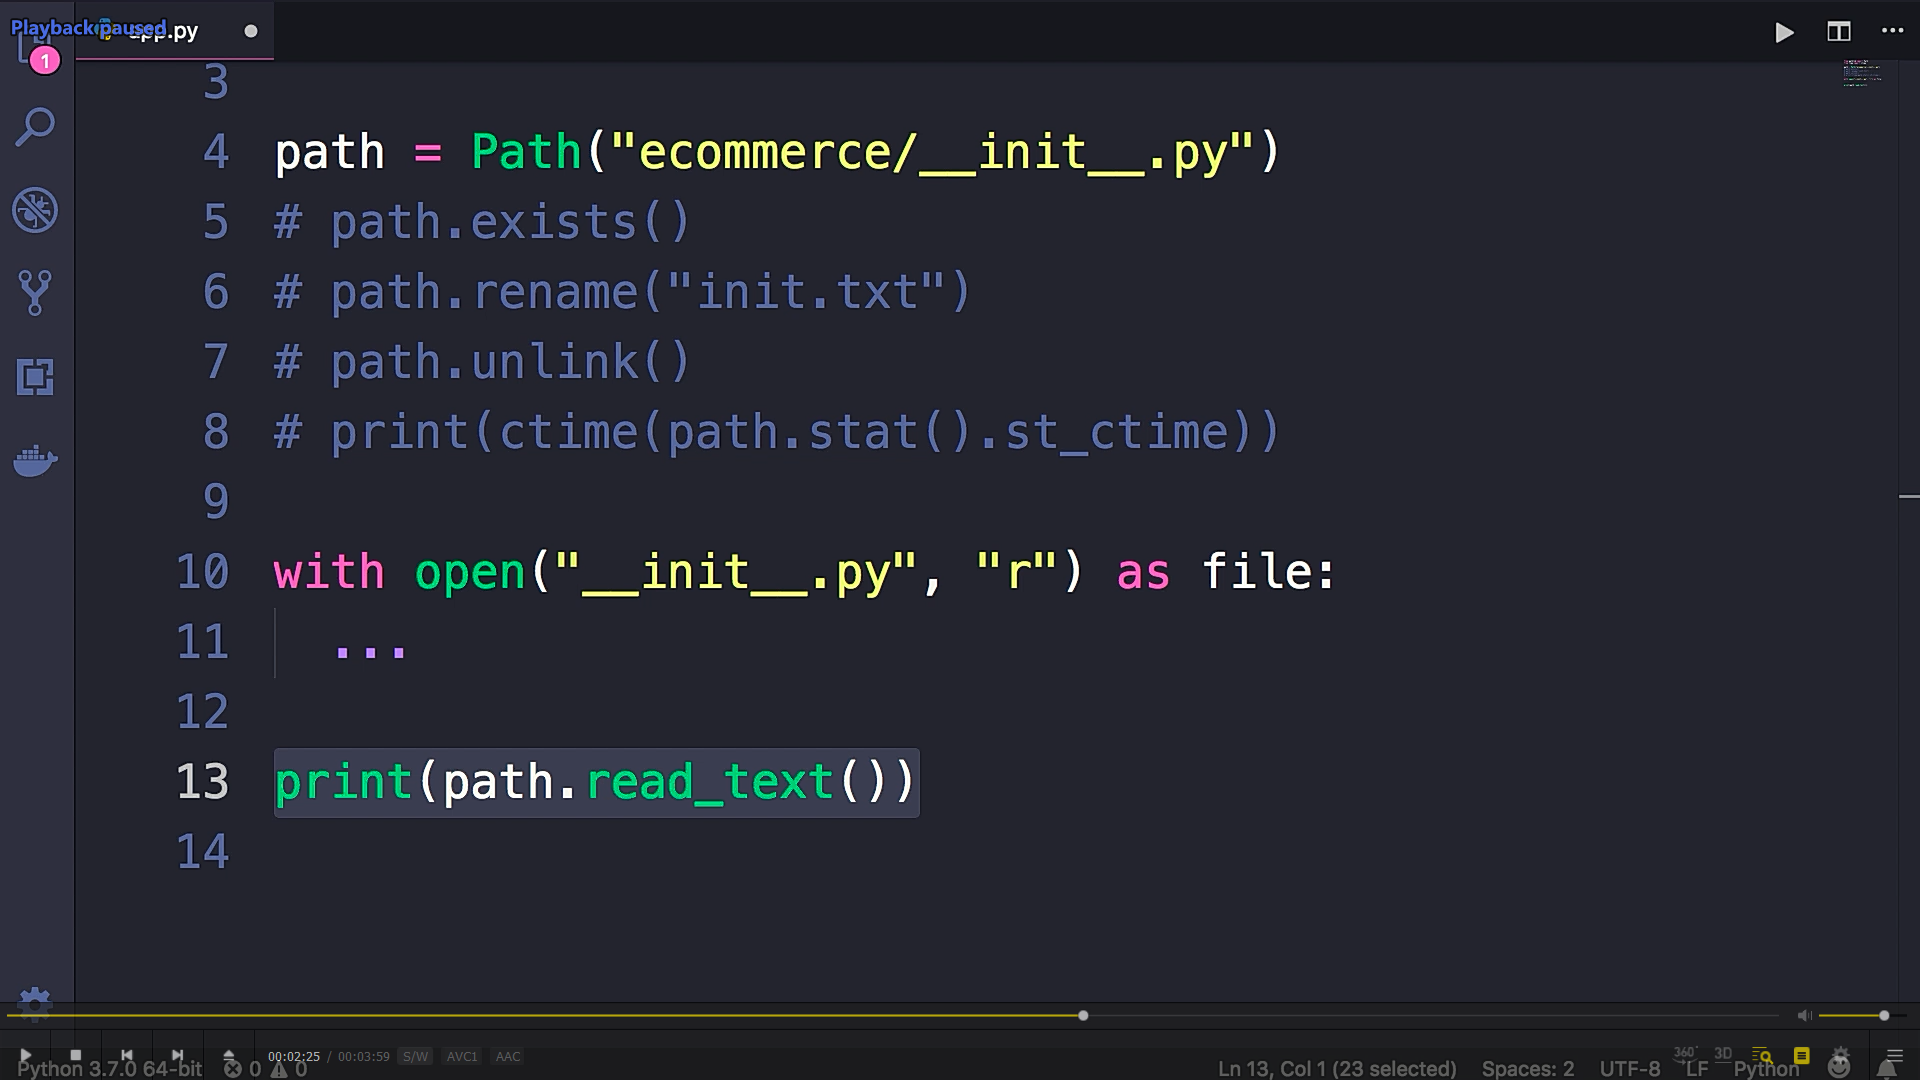 Playback paused
app.py
1
3
4 path = Path("ecommerce/__init__.py")
5 # path.exists()
6 # path.rename("init.txt")
7 # path.unlink()
8 # print(ctime(path.stat().st_ctime))
9
10 with open("__init__.py", "r") as file:
11 ...
12
13 print(path.read_text())
14
00:02:25 / 00:03:59 S/W AVC1 AAC
360° 3D
Python 3.7.0 64-bit 0 0 Ln 13, Col 1 (23 selected) Spaces: 2 UTF-8 LF Python